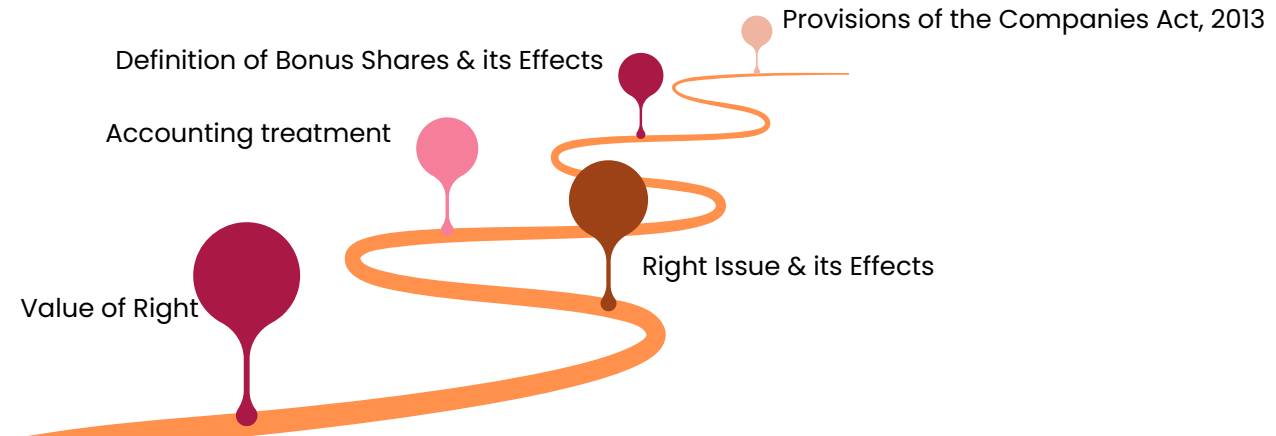 Provisions of the Companies Act, 2013
Definition of Bonus Shares & its Effects
Accounting treatment
Right Issue & its Effects
Value of Right